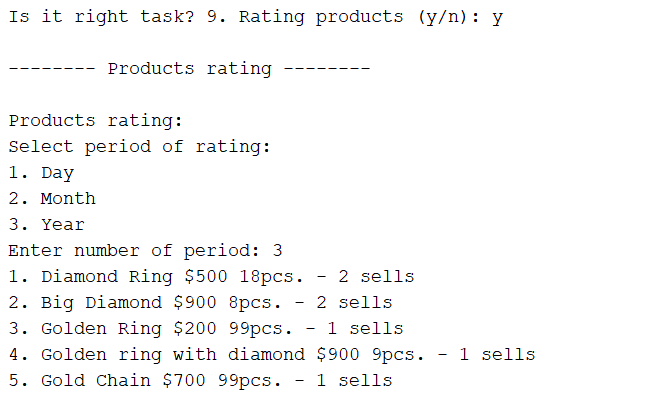 Is it right task? 9. Rating products (y/n): y
-------- Products rating --------
Products rating:
Select period of rating:
1. Day
2. Month
3. Year
Enter number of period: 3
1. Diamond Ring $500 18pcs. - 2 sells
2. Big Diamond $900 8pcs. - 2 sells
3. Golden Ring $200 99pcs. - 1 sells
4. Golden ring with diamond $900 9pcs. - 1 sells
5. Gold Chain $700 99pcs. - 1 sells